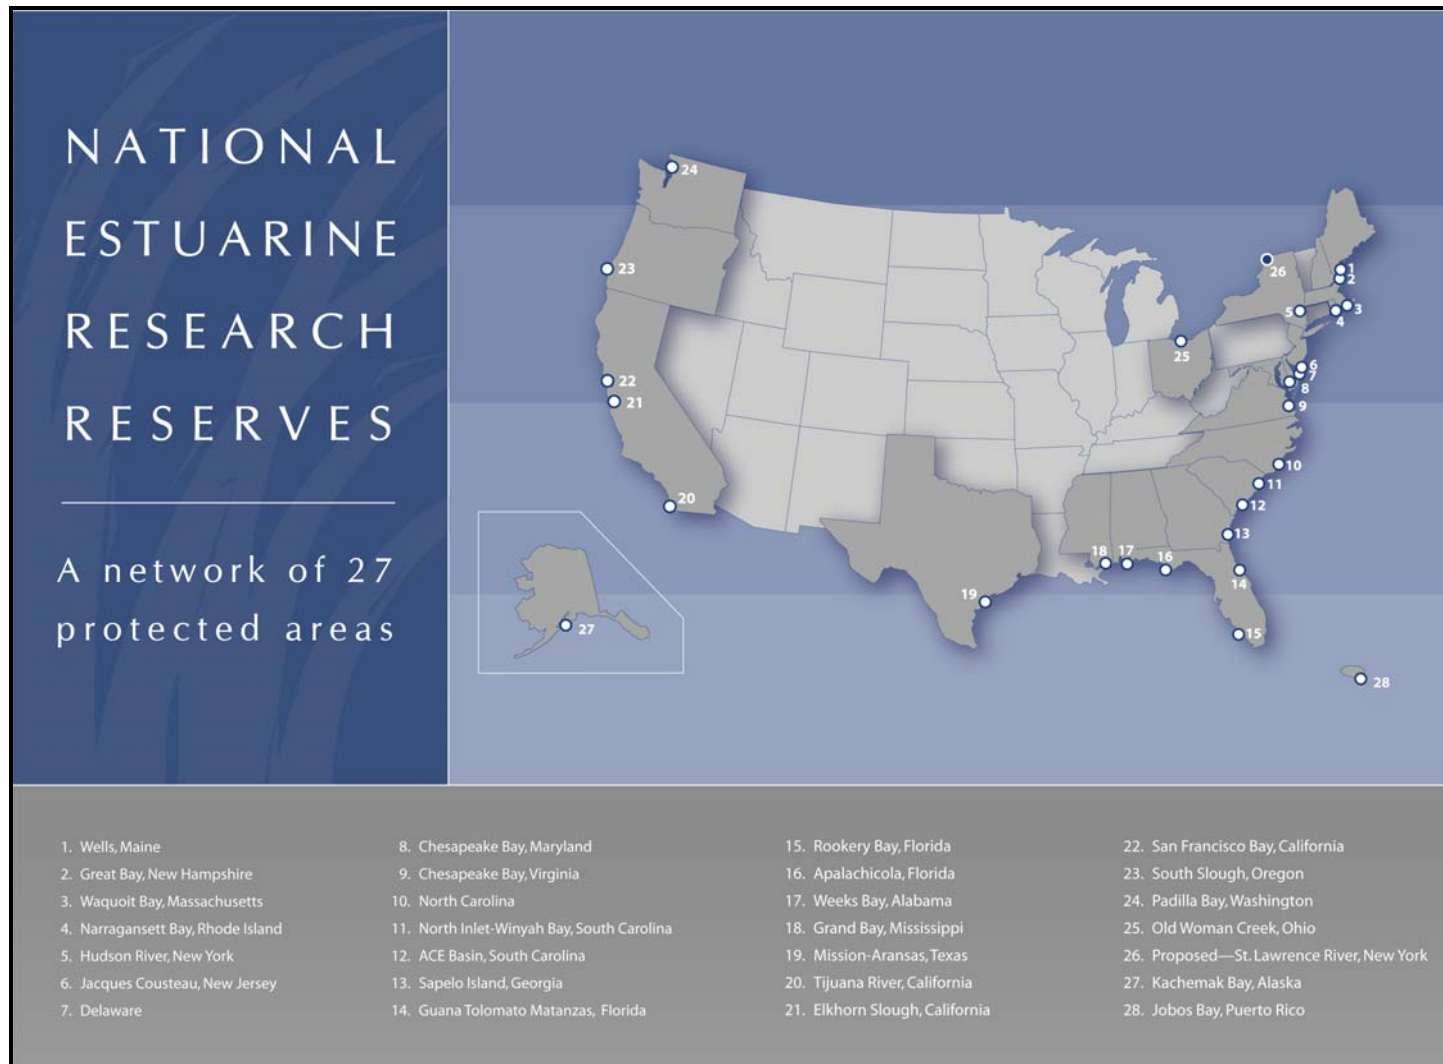 NATIONAL
ESTUARINE
RESEARCH
RESERVES
A network of 27
protected areas
24
23
22
21
20
27
19
18
17
16
15
14
13
12
11
10
9
8
7
6
5
4
3
2
1
26
25
28
1. Wells, Maine
2. Great Bay, New Hampshire
3. Waquoit Bay, Massachusetts
4. Narragansett Bay, Rhode Island
5. Hudson River, New York
6. Jacques Cousteau, New Jersey
7. Delaware
8. Chesapeake Bay, Maryland
9. Chesapeake Bay, Virginia
10. North Carolina
11. North Inlet-Winyah Bay, South Carolina
12. ACE Basin, South Carolina
13. Sapelo Island, Georgia
14. Guana Tolomato Matanzas, Florida
15. Rookery Bay, Florida
16. Apalachicola, Florida
17. Weeks Bay, Alabama
18. Grand Bay, Mississippi
19. Mission-Aransas, Texas
20. Tijuana River, California
21. Elkhorn Slough, California
22. San Francisco Bay, California
23. South Slough, Oregon
24. Padilla Bay, Washington
25. Old Woman Creek, Ohio
26. Proposed—St. Lawrence River, New York
27. Kachemak Bay, Alaska
28. Jobos Bay, Puerto Rico